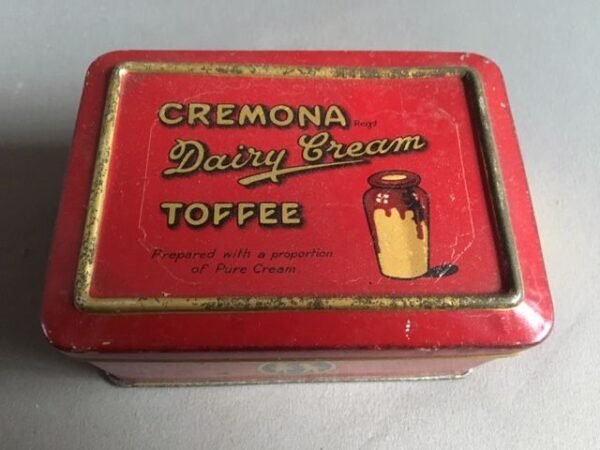 CREMONA Regd
Dairy Cream
TOFFEE
Prepared with a proportion
of Pure Cream